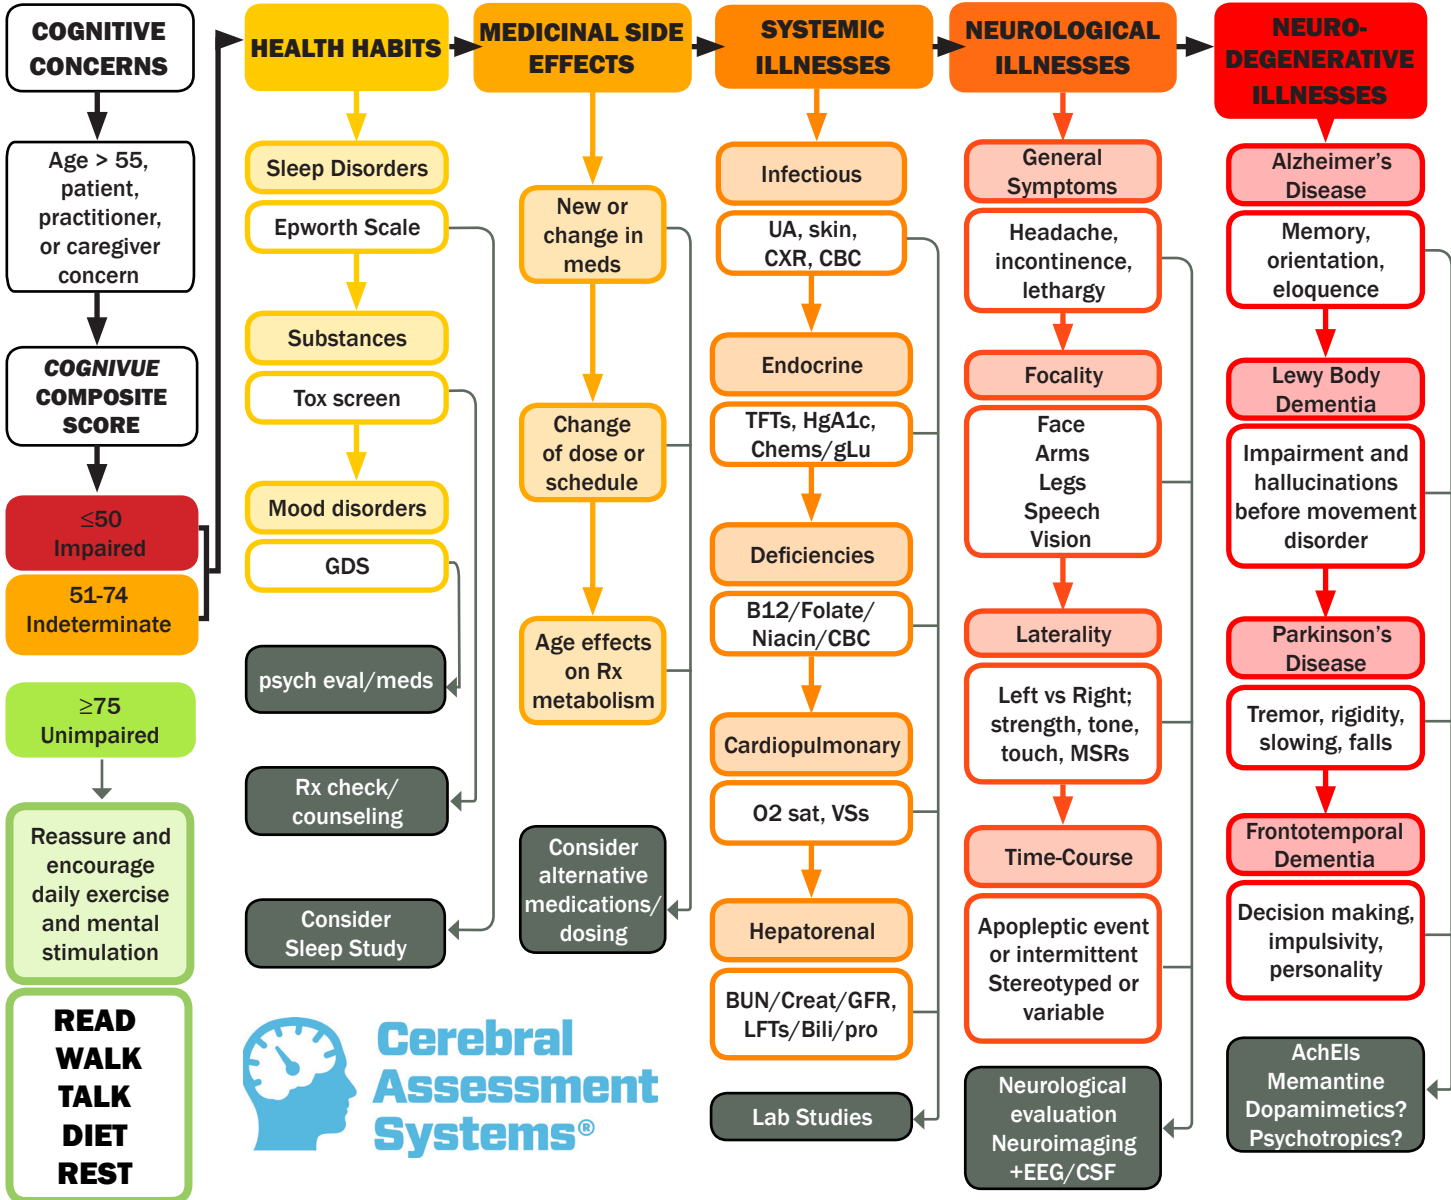 COGNITIVE
CONCERNS
Age > 55,
patient,
practitioner,
or caregiver
concern
COGNIVUE
COMPOSITE
SCORE
≤50
Impaired
51-74
Indeterminate
≥75
Unimpaired
Reassure and
encourage
daily exercise
and mental
stimulation
READ
WALK
TALK
DIET
REST
HEALTH HABITS
Sleep Disorders
Epworth Scale
Substances
Tox screen
Mood disorders
GDS
psych eval/meds
Rx check/
counseling
Consider
Sleep Study
MEDICINAL SIDE
EFFECTS
New or
change in
meds
Change
of dose or
schedule
Age effects
on Rx
metabolism
Consider
alternative
medications/
dosing
SYSTEMIC
ILLNESSES
Infectious
UA, skin,
CXR, CBC
Endocrine
TFTs, HgA1c,
Chems/gLu
Deficiencies
B12/Folate/
Niacin/CBC
Cardiopulmonary
O2 sat, VSs
Hepatorenal
BUN/Creat/GFR,
LFTs/Bili/pro
Lab Studies
NEUROLOGICAL
ILLNESSES
General
Symptoms
Headache,
incontinence,
lethargy
Focality
Face
Arms
Legs
Speech
Vision
Laterality
Left vs Right;
strength, tone,
touch, MSRs
Time-Course
Apopleptic event
or intermittent
Stereotyped or
variable
Neurological
evaluation
Neuroimaging
+EEG/CSF
NEURO-
DEGENERATIVE
ILLNESSES
Alzheimer's
Disease
Memory,
orientation,
eloquence
Lewy Body
Dementia
Impairment and
hallucinations
before movement
disorder
Parkinson's
Disease
Tremor, rigidity,
slowing, falls
Frontotemporal
Dementia
Decision making,
impulsivity,
personality
AchEIs
Memantine
Dopamimetics?
Psychotropics?
Cerebral
Assessment
Systems®